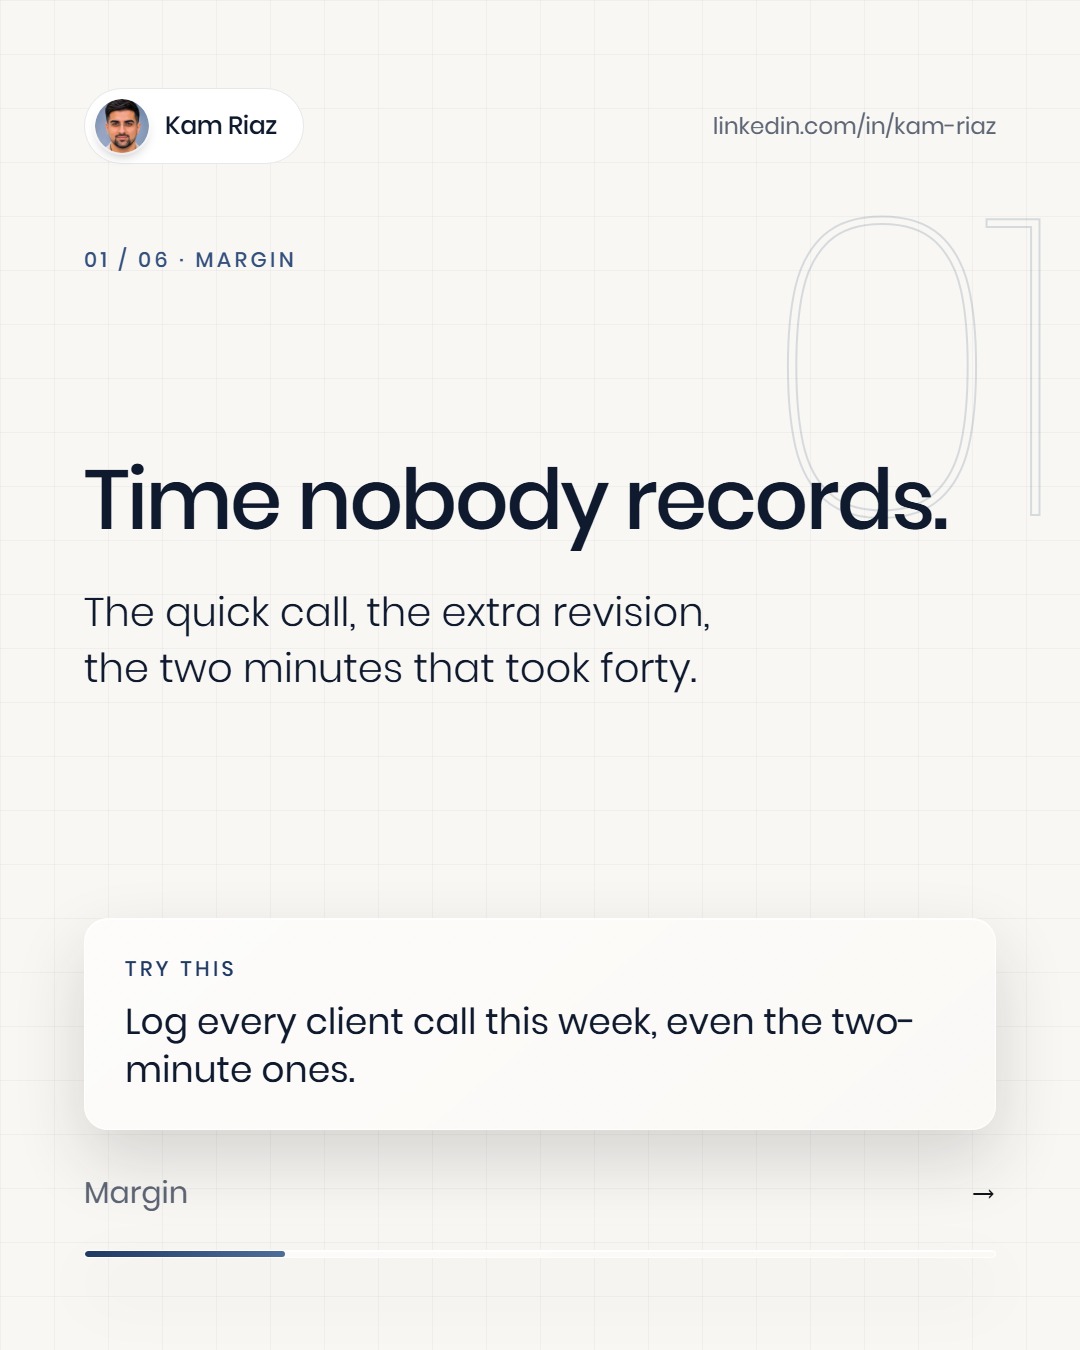 Kam Riaz
linkedin.com/in/kam-riaz
01 / 06 · MARGIN
01
Time nobody records.
The quick call, the extra revision,
the two minutes that took forty.
TRY THIS
Log every client call this week, even the two-
minute ones.
Margin
→